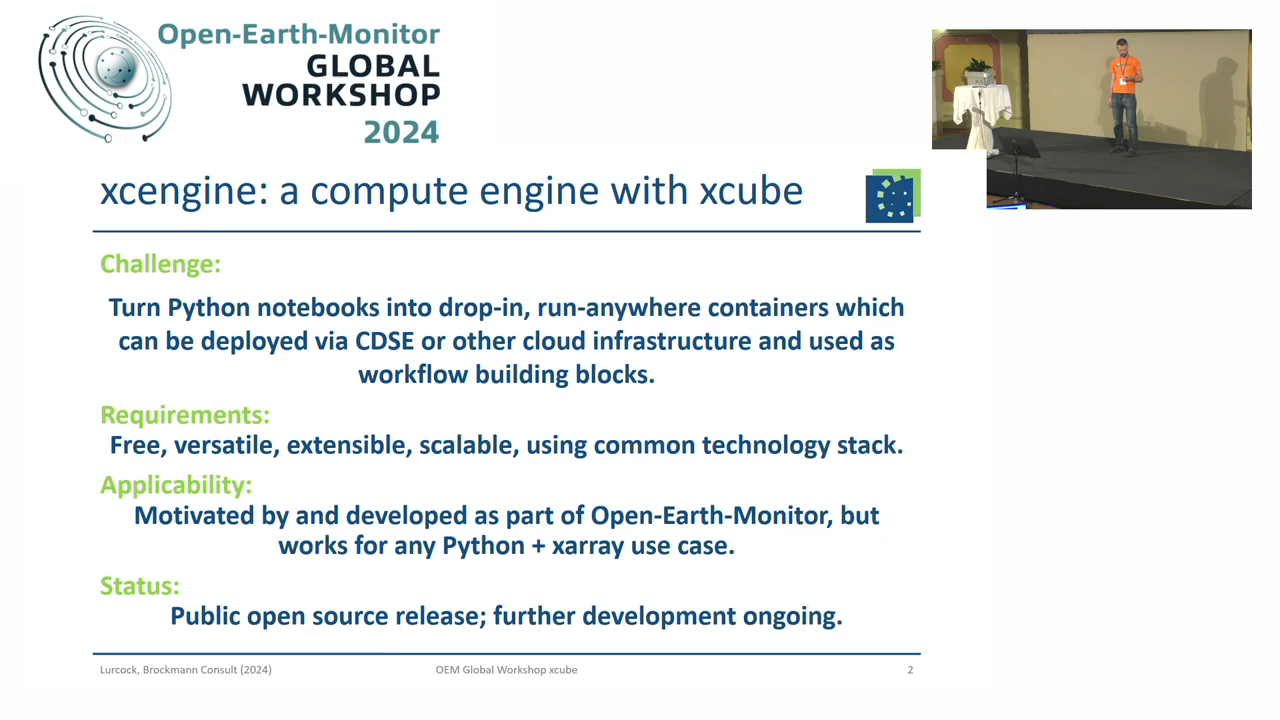 Open-Earth-Monitor
GLOBAL
WORKSHOP
2024
xcengine: a compute engine with xcube
Challenge:
Turn Python notebooks into drop-in, run-anywhere containers which
can be deployed via CDSE or other cloud infrastructure and used as
workflow building blocks.
Requirements:
Free, versatile, extensible, scalable, using common technology stack.
Applicability:
Motivated by and developed as part of Open-Earth-Monitor, but
works for any Python + xarray use case.
Status:
Public open source release; further development ongoing.
Lurcock, Brockmann Consult (2024)
OEM Global Workshop xcube
2